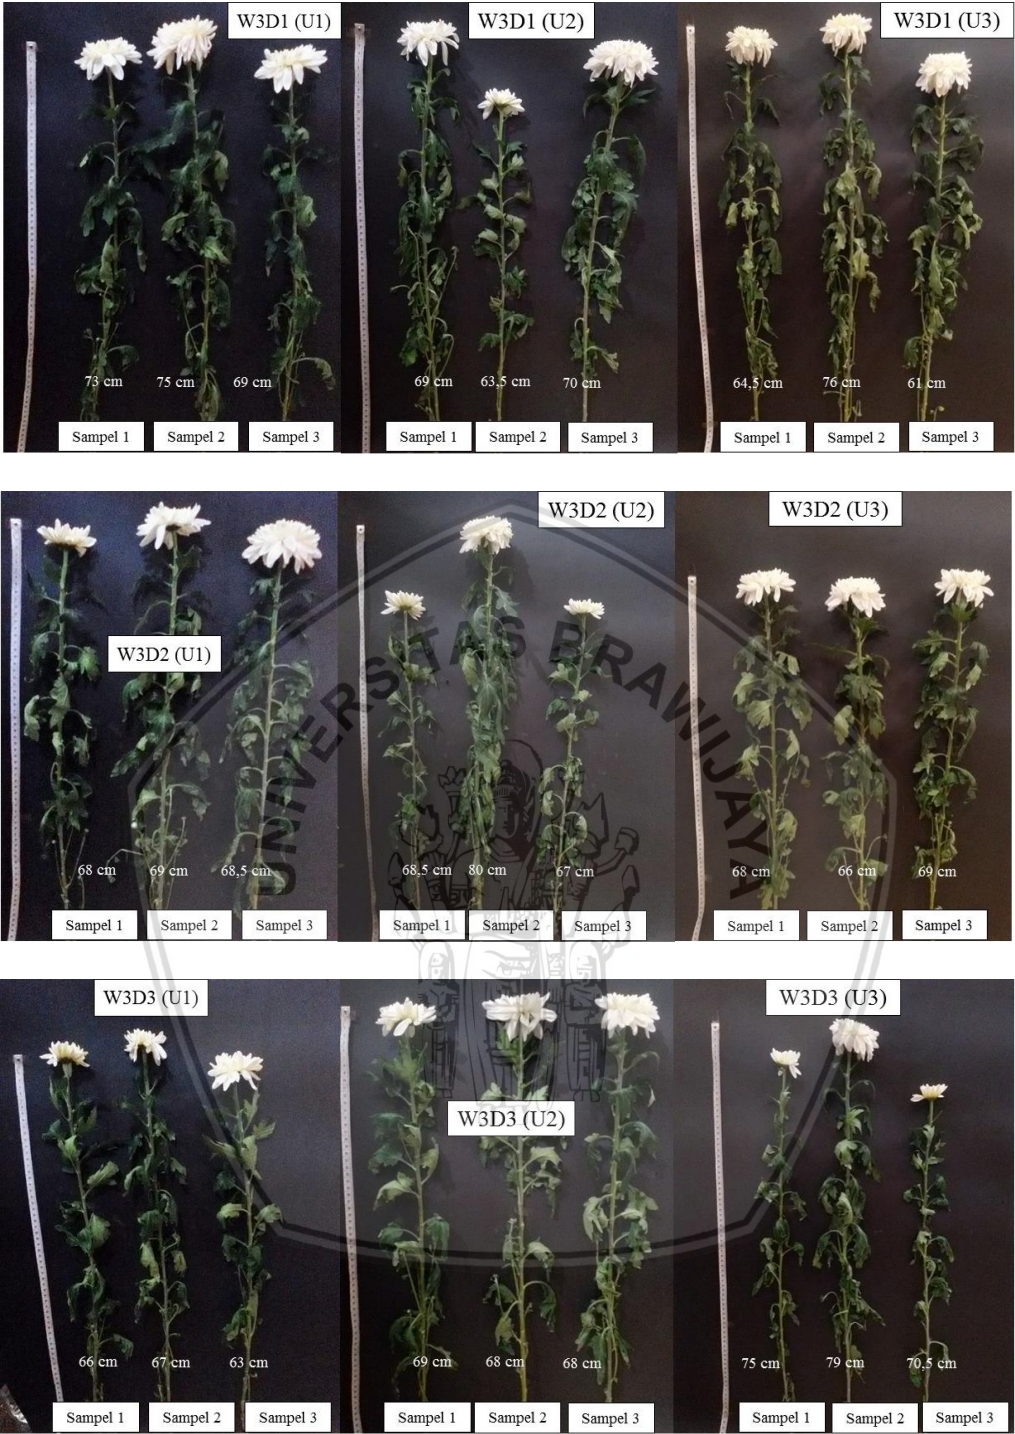 W3D1 (U1)
W3D1 (U2)
W3D1 (U3)
73 cm
75 cm
69 cm
69 cm
63,5 cm
70 cm
64,5 cm
76 cm
61 cm
Sampel 1
Sampel 2
Sampel 3
Sampel 1
Sampel 2
Sampel 3
Sampel 1
Sampel 2
Sampel 3
W3D2 (U1)
W3D2 (U2)
W3D2 (U3)
UNIVERSITAS BRAWIJAYA
68 cm
69 cm
68,5 cm
68,5 cm
80 cm
67 cm
68 cm
66 cm
69 cm
Sampel 1
Sampel 2
Sampel 3
Sampel 1
Sampel 2
Sampel 3
Sampel 1
Sampel 2
Sampel 3
W3D3 (U1)
W3D3 (U2)
W3D3 (U3)
66 cm
67 cm
63 cm
69 cm
68 cm
68 cm
75 cm
79 cm
70,5 cm
Sampel 1
Sampel 2
Sampel 3
Sampel 1
Sampel 2
Sampel 3
Sampel 1
Sampel 2
Sampel 3